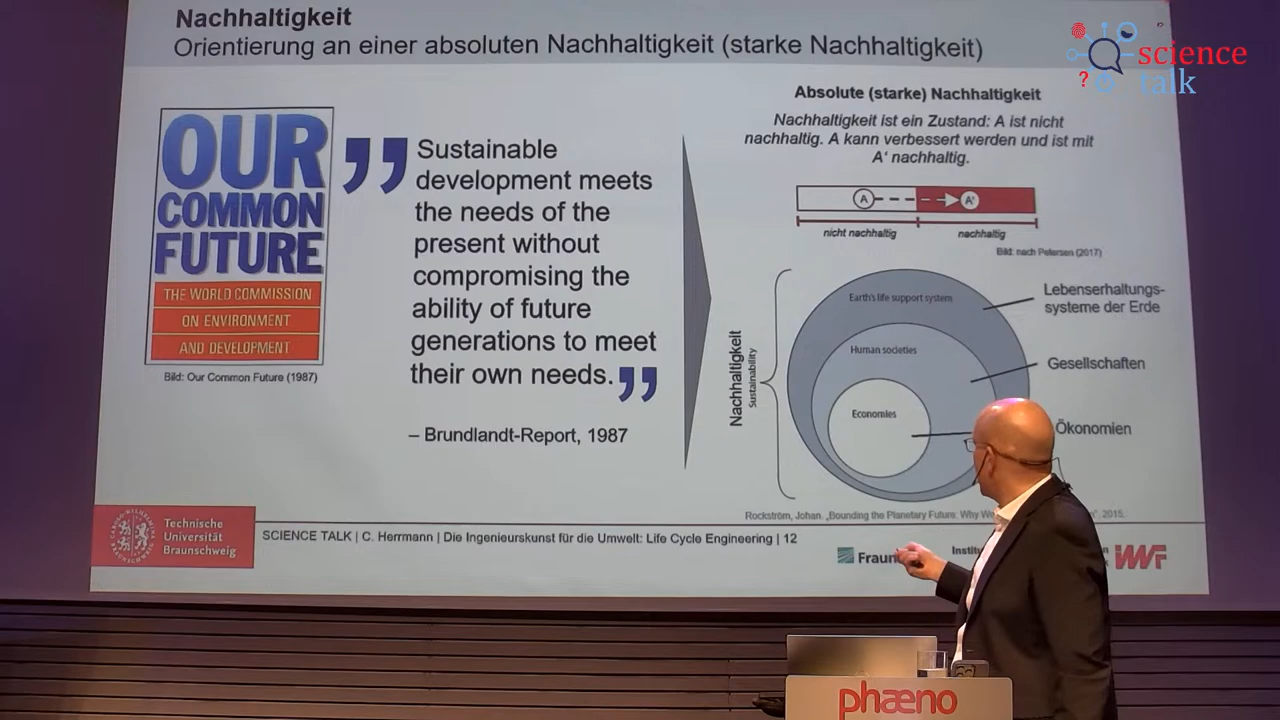 Nachhaltigkeit
Orientierung an einer absoluten Nachhaltigkeit (starke Nachhaltigkeit)
science
talk
?
OUR
COMMON
FUTURE
THE WORLD COMMISSION
ON ENVIRONMENT
AND DEVELOPMENT
Bild: Our Common Future (1987)
Sustainable
development meets
the needs of the
present without
compromising the
ability of future
generations to meet
their own needs.
– Brundlandt-Report, 1987
Absolute (starke) Nachhaltigkeit
Nachhaltigkeit ist ein Zustand: A ist nicht
nachhaltig. A kann verbessert werden und ist mit
A' nachhaltig.
A A'
nicht nachhaltig nachhaltig
Bild: nach Petersen (2017)
Nachhaltigkeit
Sustainability
Earth's life support system
Human societies
Economies
Lebenserhaltungs-
systeme der Erde
Gesellschaften
Ökonomien
Rockström, Johan. „Bounding the Planetary Future: Why 2015.
Technische
Universität
Braunschweig
SCIENCE TALK | C. Herrmann | Die Ingenieurskunst für die Umwelt: Life Cycle Engineering | 12
IWF
phæno